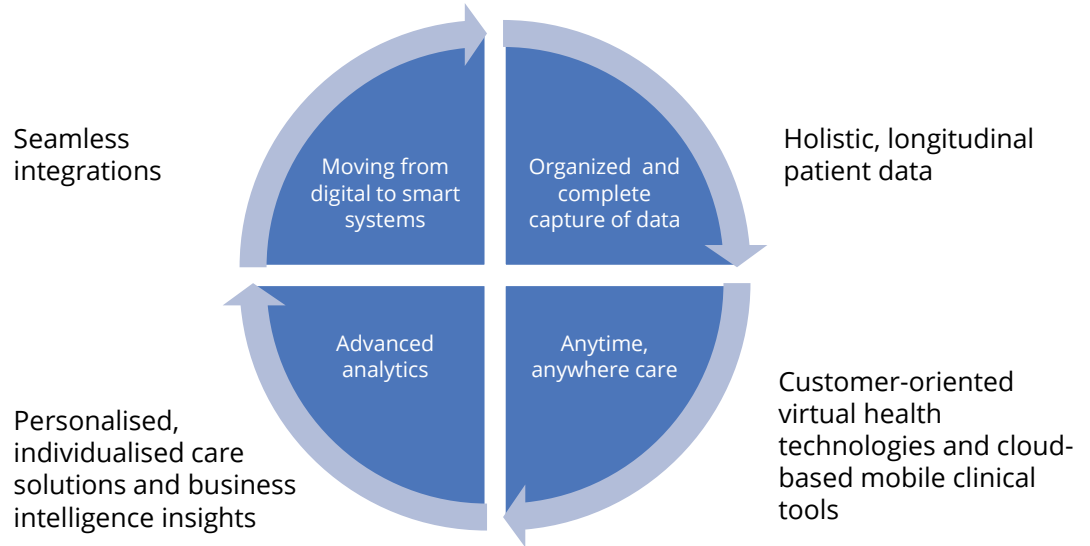 Seamless
integrations
Moving from
digital to smart
systems
Organized and
complete
capture of data
Holistic, longitudinal
patient data
Advanced
analytics
Anytime,
anywhere care
Personalised,
individualised care
solutions and business
intelligence insights
Customer-oriented
virtual health
technologies and cloud-
based mobile clinical
tools